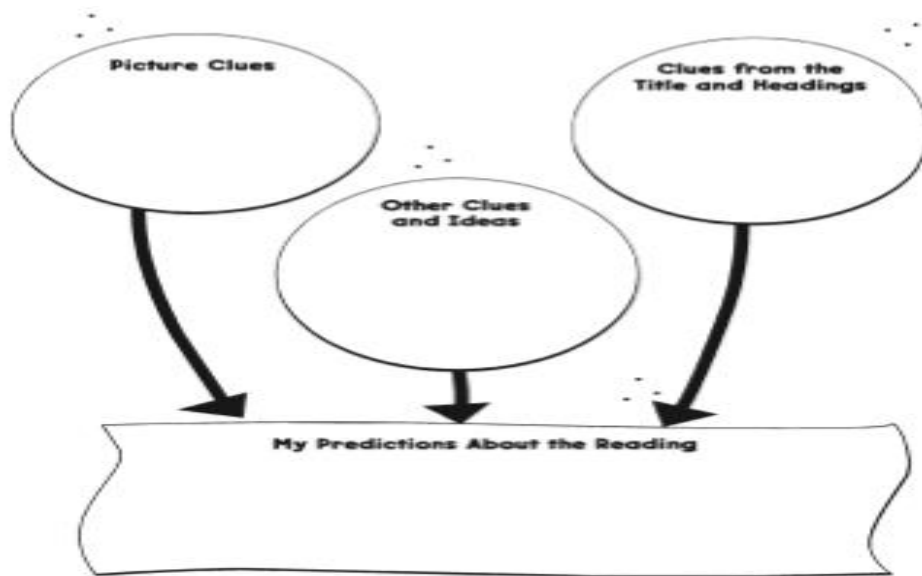 Picture Clues
Clues from the
Title and Headings
Other Clues
and Ideas
My Predictions About the Reading